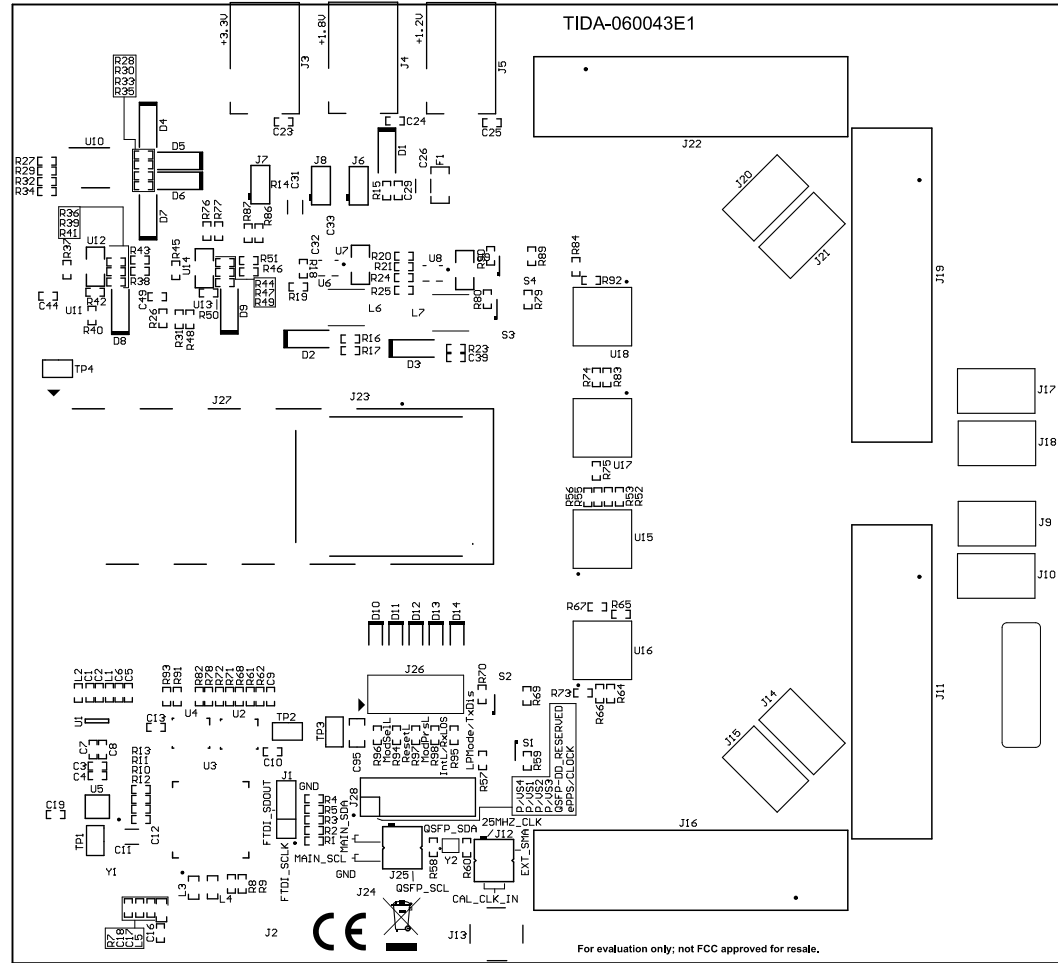 TIDA-060043E1
+3.3V
+1.8V
+1.2V
J3
J4
J5
R28
R30
R33
R35
C23
C24
C25
J22
D4
U10
D5
D1
J7
J8
J6
C26
F1
R27
R29
R32
R34
R14
C31
R15
C29
D6
D7
J20
J21
J19
R36
R39
R41
R76
R77
R87
R86
C33
C32
R37
U12
R43
R38
R45
U14
R51
R46
R18
U7
U6
R20
R21
R24
R25
U8
R89
R84
S4
R92
R44
R47
R49
C44
U11
R42
C49
R40
D8
R26
R31
R48
U13
R50
D9
R19
L6
L7
R80
R79
S3
U18
D2
R16
R17
D3
R23
C39
R74
R83
TP4
J27
J23
J17
J18
U17
R75
R56
R55
R53
R52
U15
J9
J10
R67
R65
D10
D11
D12
D13
D14
U16
J26
R70
S2
R69
R73
R66
R64
L2
C1
C2
L1
C6
C5
R93
R91
R82
R78
R72
R71
R68
R61
R62
C9
U1
C13
U4
U2
TP2
TP3
C95
R96
ModSelL
R94
ResetL
R97
ModPrsL
R98
IntL/RxLOS
R95
LPMode/TxDis
R57
S1
R59
J14
J15
J11
C7
C8
C3
C4
R13
R11
R10
R12
U3
C10
J1
GND
P/VS4
P/VS1
P/VS2
P/VS3
QSFP-DD_RESERVED
ePPS/CLOCK
U5
C19
TP1
C11
C12
Y1
FTDI_SDOUT
FTDI_SCLK
R4
R5
R3
R2
R1
J28
MAIN_SDA
MAIN_SCL
GND
QSFP_SDA
25MHZ_CLK
J12
EXT_SMA
J16
J25
R58
Y2
R60
QSFP_SCL
CAL_CLK_IN
L3
L4
R8
R9
J24
R7
C18
C17
L5
C16
J2
CE
J13
For evaluation only; not FCC approved for resale.